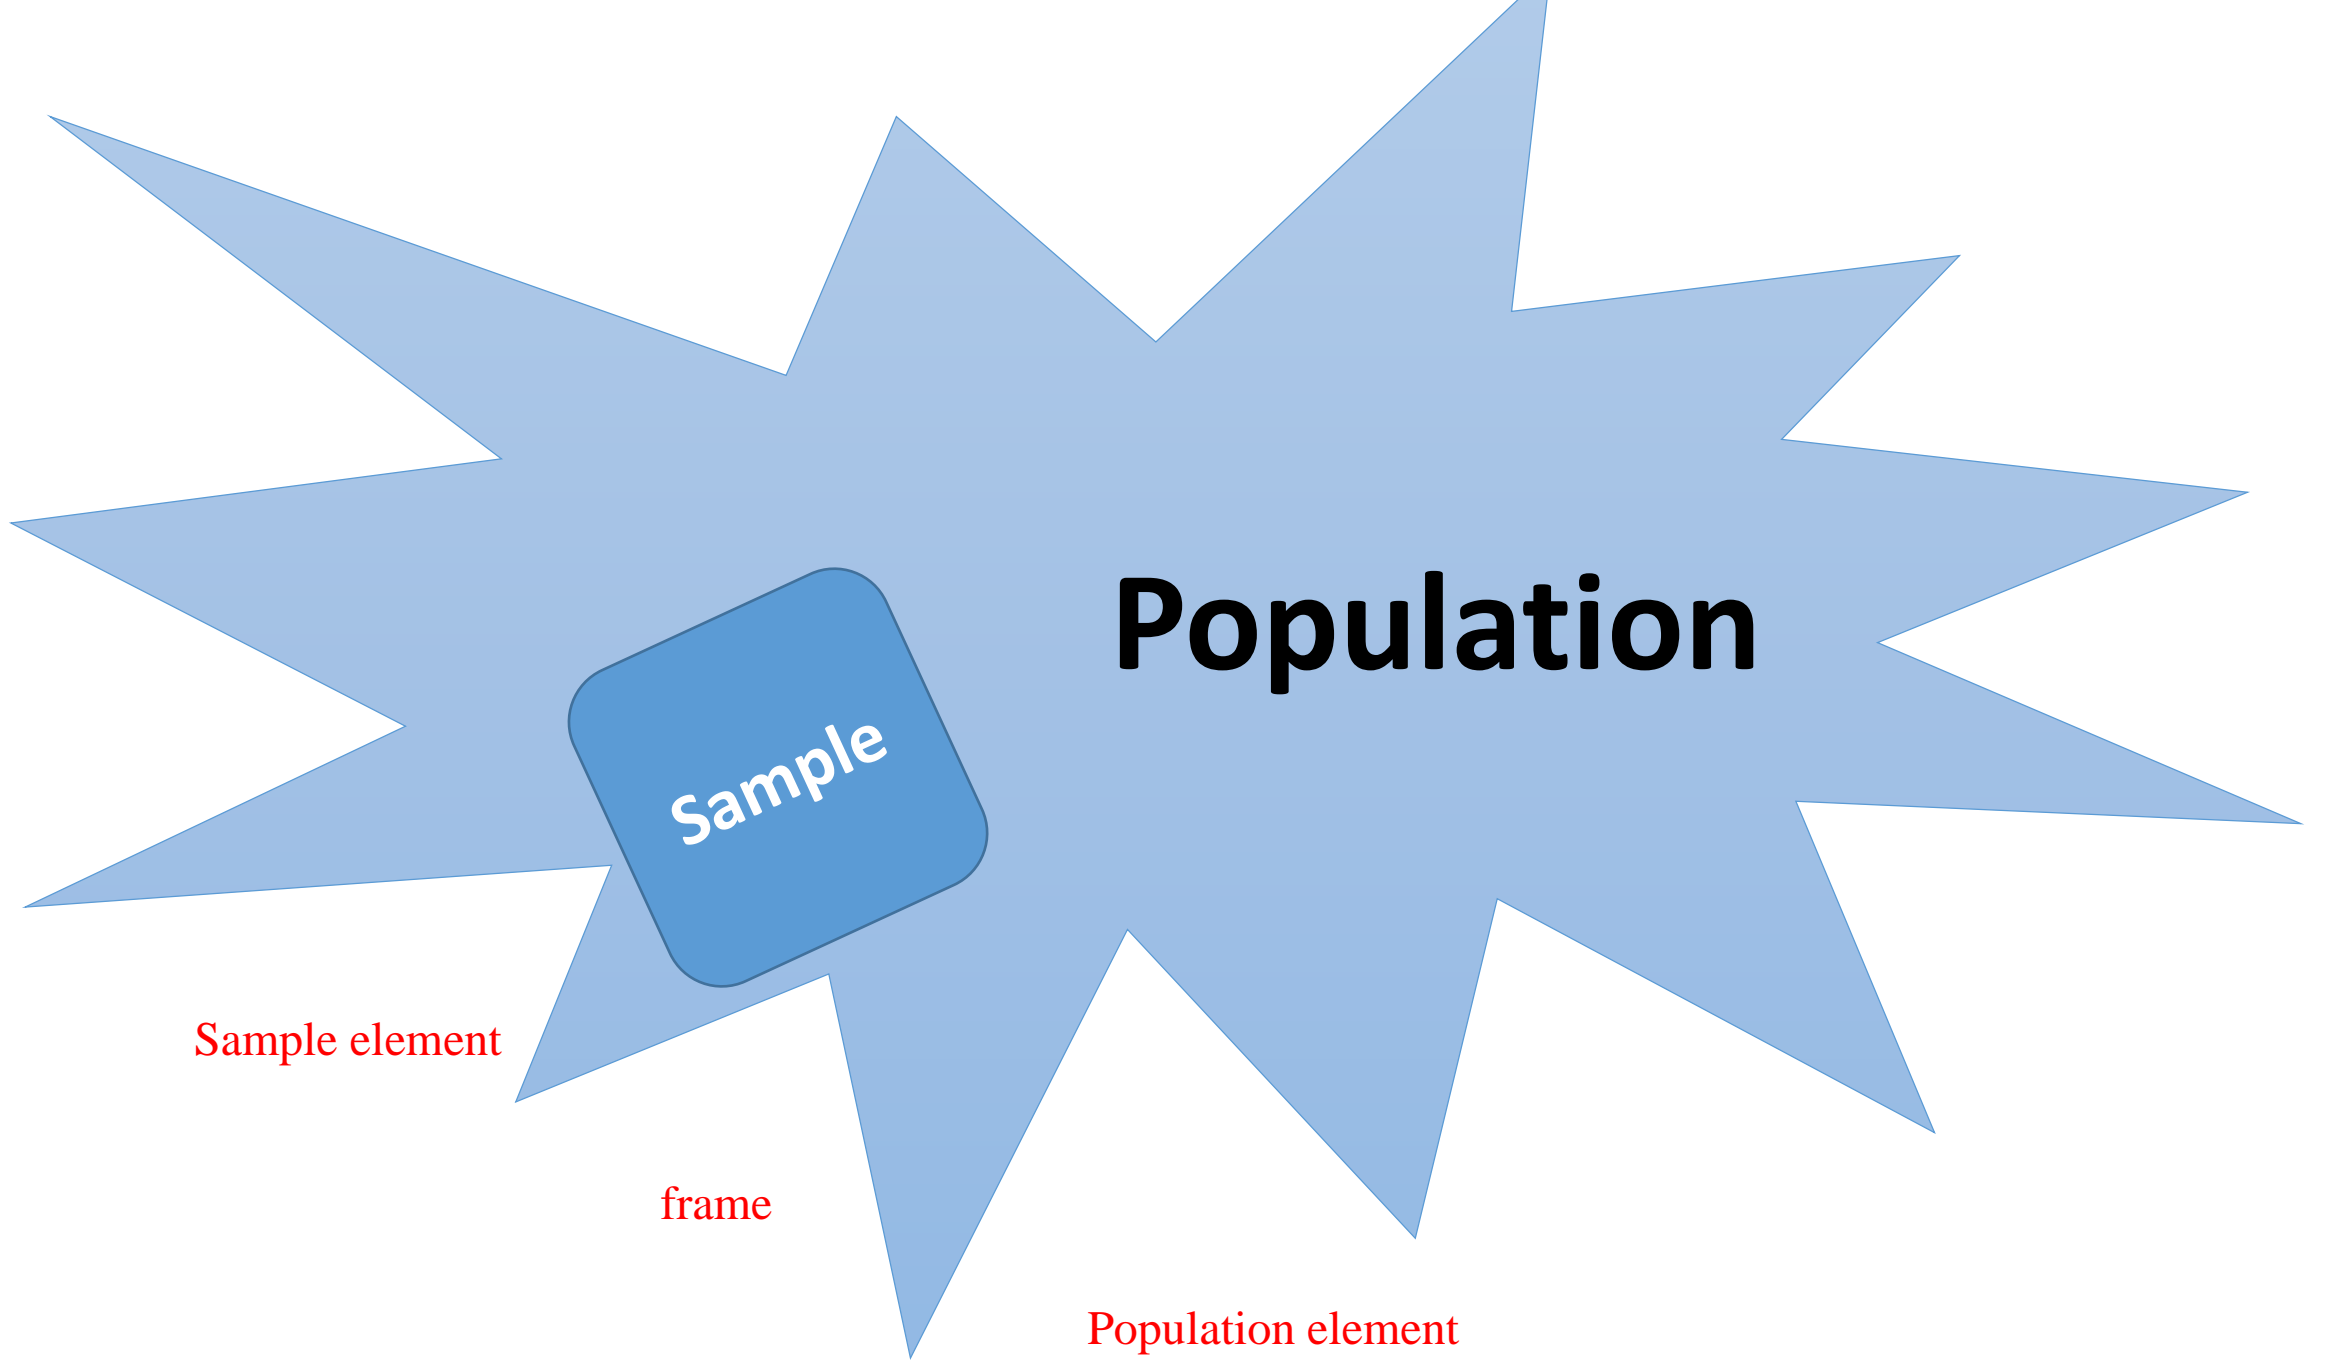 Population
Sample
Sample element
frame
Population element